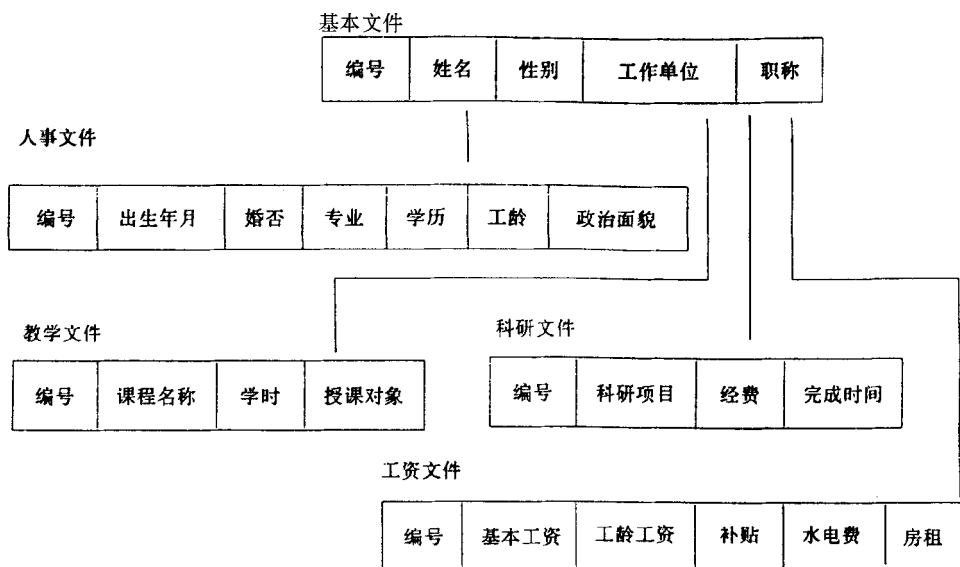 基本文件
编号 姓名 性别 工作单位 职称
人事文件
编号 出生年月 婚否 专业 学历 工龄 政治面貌
教学文件
编号 课程名称 学时 授课对象
科研文件
编号 科研项目 经费 完成时间
工资文件
编号 基本工资 工龄工资 补贴 水电费 房租